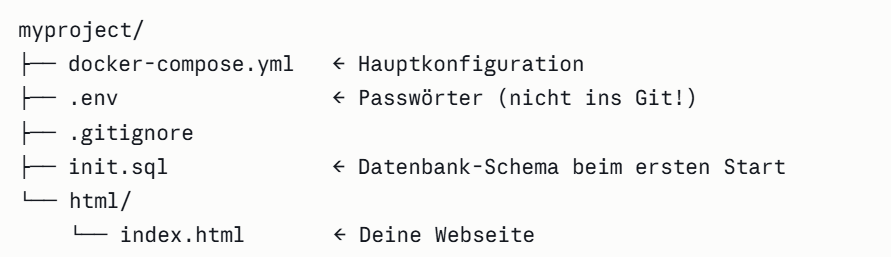 myproject/
├── docker-compose.yml   ← Hauptkonfiguration
├── .env                 ← Passwörter (nicht ins Git!)
├── .gitignore
├── init.sql             ← Datenbank-Schema beim ersten Start
└── html/
    └── index.html       ← Deine Webseite